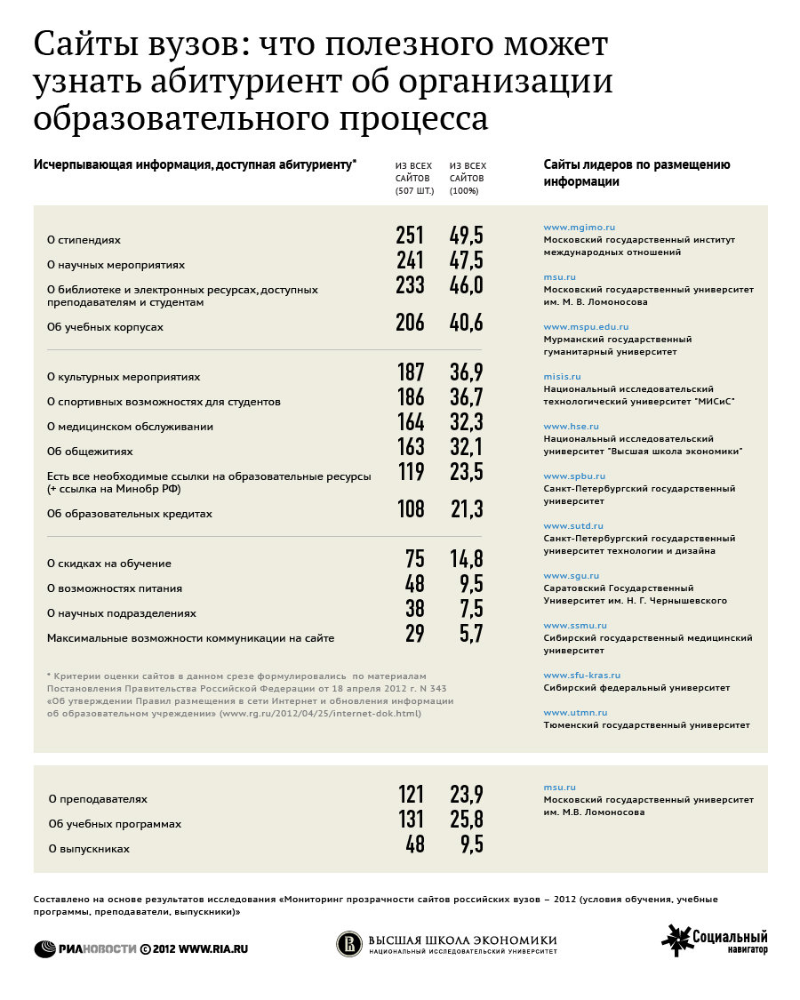 Сайты вузов: что полезного может
узнать абитуриент об организации
образовательного процесса
Исчерпывающая информация, доступная абитуриенту*
ИЗ ВСЕХ
САЙТОВ
(507 ШТ.)
ИЗ ВСЕХ
САЙТОВ
(100%)
О стипендиях 251 49,5
О научных мероприятиях 241 47,5
О библиотеке и электронных ресурсах, доступных 233 46,0
преподавателям и студентам
Об учебных корпусах 206 40,6
О культурных мероприятиях 187 36,9
О спортивных возможностях для студентов 186 36,7
О медицинском обслуживании 164 32,3
Об общежитиях 163 32,1
Есть все необходимые ссылки на образовательные ресурсы 119 23,5
(+ ссылка на Минобр РФ)
Об образовательных кредитах 108 21,3
О скидках на обучение 75 14,8
О возможностях питания 48 9,5
О научных подразделениях 38 7,5
Максимальные возможности коммуникации на сайте 29 5,7
* Критерии оценки сайтов в данном срезе формулировались по материалам
Постановления Правительства Российской Федерации от 18 апреля 2012 г. N 343
«Об утверждении Правил размещения в сети Интернет и обновления информации
об образовательном учреждении» (www.rg.ru/2012/04/25/internet-dok.html)
Сайты лидеров по размещению
информации
www.mgimo.ru
Московский государственный институт
международных отношений
msu.ru
Московский государственный университет
им. М. В. Ломоносова
www.mspu.edu.ru
Мурманский государственный
гуманитарный университет
misis.ru
Национальный исследовательский
технологический университет "МИСиС"
www.hse.ru
Национальный исследовательский
университет "Высшая школа экономики"
www.spbu.ru
Санкт-Петербургский государственный
университет
www.sutd.ru
Санкт-Петербургский государственный
университет технологии и дизайна
www.sgu.ru
Саратовский Государственный
Университет им. Н. Г. Чернышевского
www.ssmu.ru
Сибирский государственный медицинский
университет
www.sfu-kras.ru
Сибирский федеральный университет
www.utmn.ru
Тюменский государственный университет
О преподавателях 121 23,9
Об учебных программах 131 25,8
О выпускниках 48 9,5
msu.ru
Московский государственный университет
им. М.В. Ломоносова
Составлено на основе результатов исследования «Мониторинг прозрачности сайтов российских вузов – 2012 (условия обучения, учебные
программы, преподаватели, выпускники)»
РИАНОВОСТИ © 2012 WWW.RIA.RU
ВЫСШАЯ ШКОЛА ЭКОНОМИКИ
НАЦИОНАЛЬНЫЙ ИССЛЕДОВАТЕЛЬСКИЙ УНИВЕРСИТЕТ
Социальный
навигатор